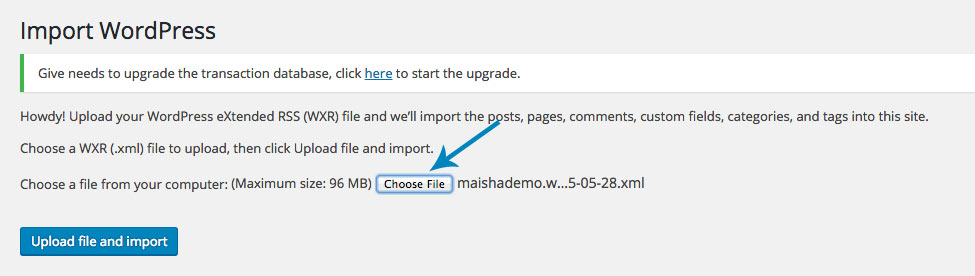 Import WordPress
Give needs to upgrade the transaction database, click here to start the upgrade.
Howdy! Upload your WordPress eXtended RSS (WXR) file and we'll import the posts, pages, comments, custom fields, categories, and tags into this site.
Choose a WXR (.xml) file to upload, then click Upload file and import.
Choose a file from your computer: (Maximum size: 96 MB) Choose File maishademo.w...5-05-28.xml
Upload file and import